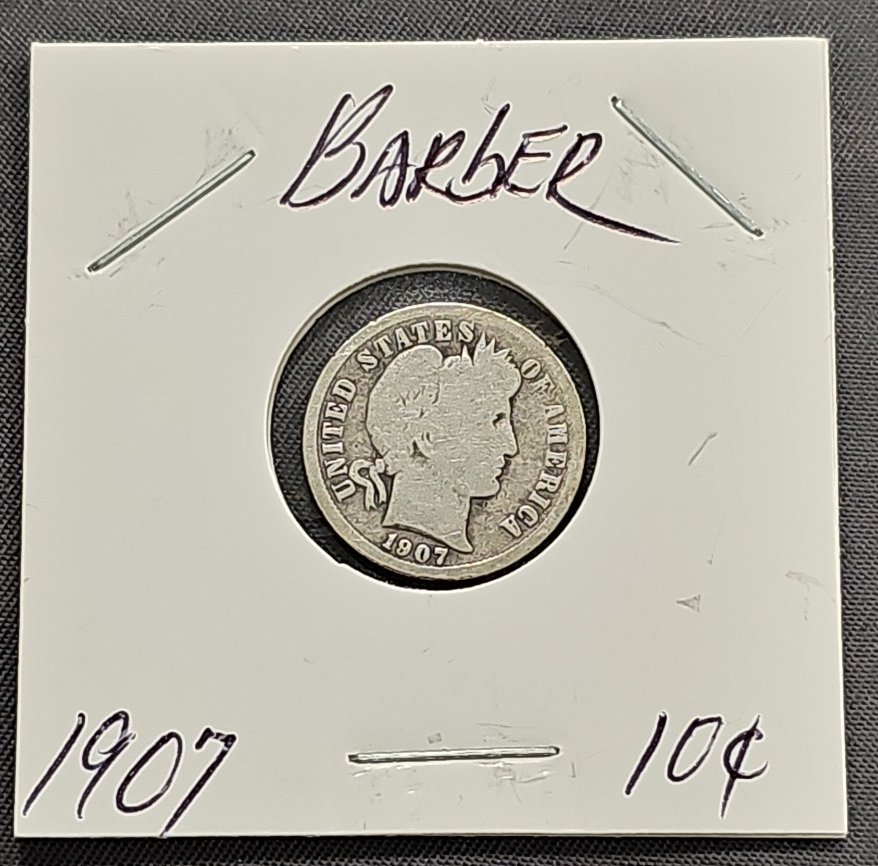 BARBER
UNITED STATES OF AMERICA
1907
1907 10¢